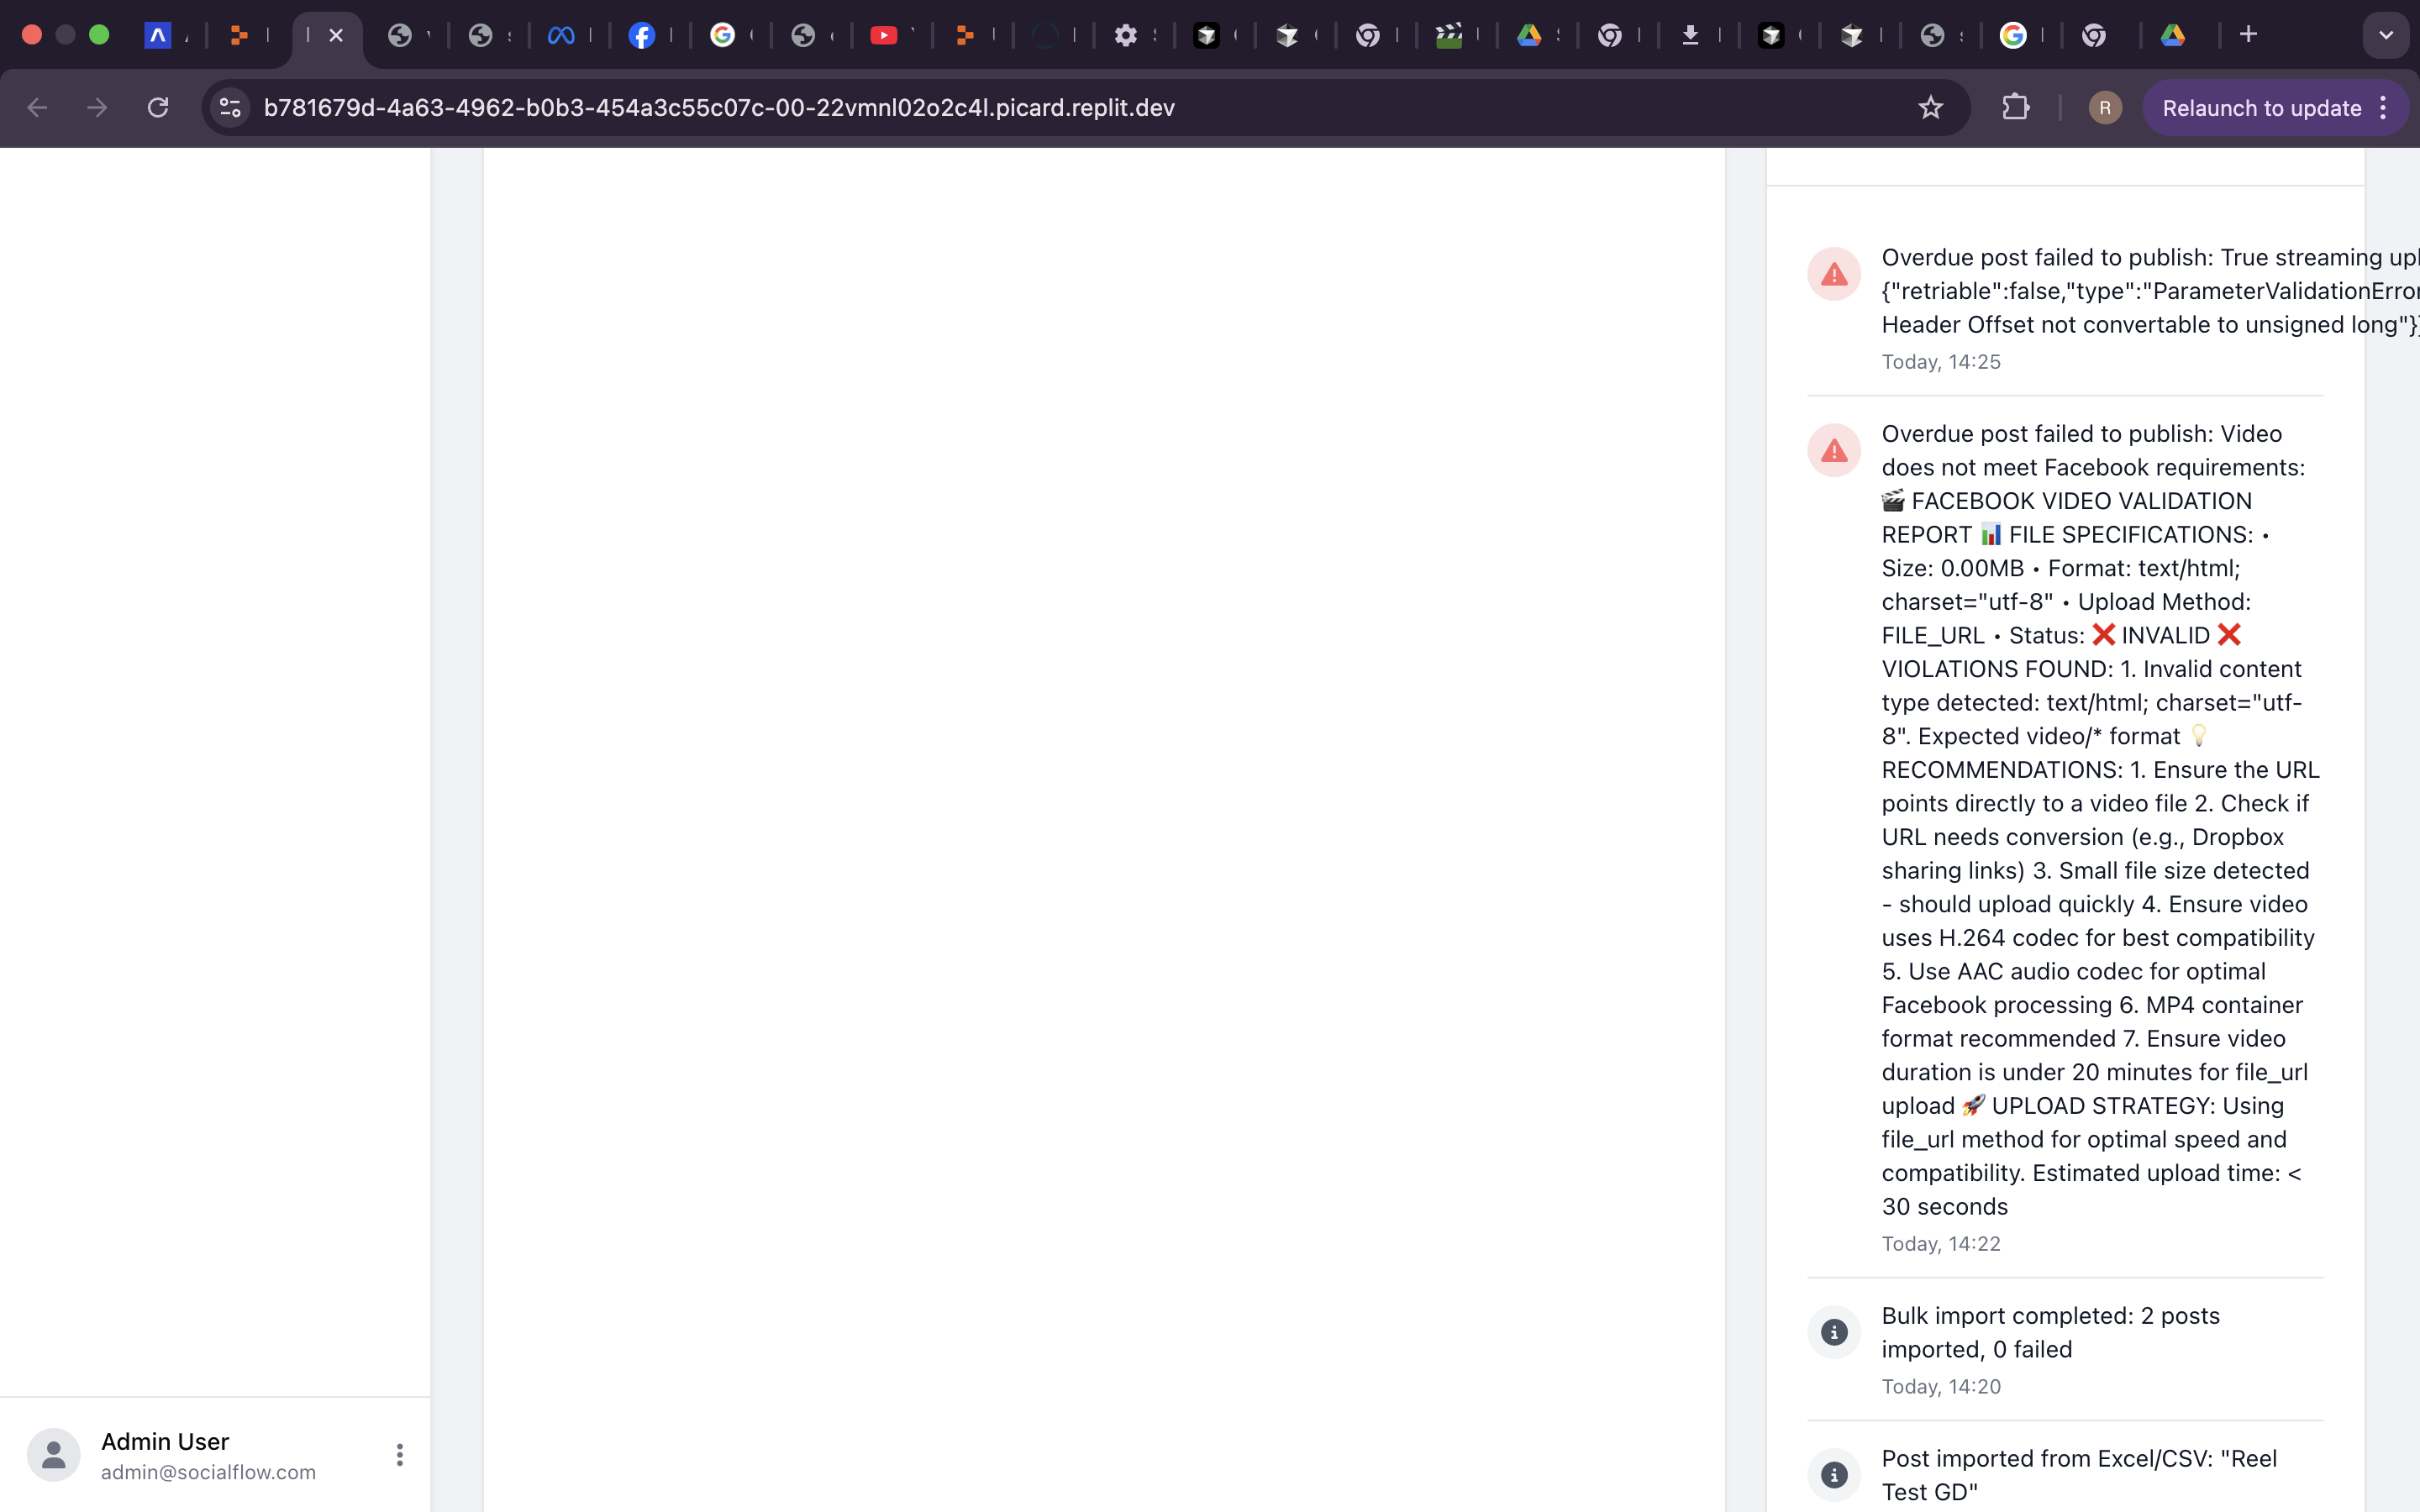 b781679d-4a63-4962-b0b3-454a3c55c07c-00-22vmnl02o2c4l.picard.replit.dev
R
Relaunch to update
Overdue post failed to publish: True streaming upl
{"retriable":false,"type":"ParameterValidationError
Header Offset not convertable to unsigned long"}}
Today, 14:25
Overdue post failed to publish: Video
does not meet Facebook requirements:
🎬 FACEBOOK VIDEO VALIDATION
REPORT 📊 FILE SPECIFICATIONS: •
Size: 0.00MB • Format: text/html;
charset="utf-8" • Upload Method:
FILE_URL • Status: ❌ INVALID ❌
VIOLATIONS FOUND: 1. Invalid content
type detected: text/html; charset="utf-
8". Expected video/* format 💡
RECOMMENDATIONS: 1. Ensure the URL
points directly to a video file 2. Check if
URL needs conversion (e.g., Dropbox
sharing links) 3. Small file size detected
- should upload quickly 4. Ensure video
uses H.264 codec for best compatibility
5. Use AAC audio codec for optimal
Facebook processing 6. MP4 container
format recommended 7. Ensure video
duration is under 20 minutes for file_url
upload 🚀 UPLOAD STRATEGY: Using
file_url method for optimal speed and
compatibility. Estimated upload time: <
30 seconds
Today, 14:22
Bulk import completed: 2 posts
imported, 0 failed
Today, 14:20
Post imported from Excel/CSV: "Reel
Test GD"
Admin User
admin@socialflow.com